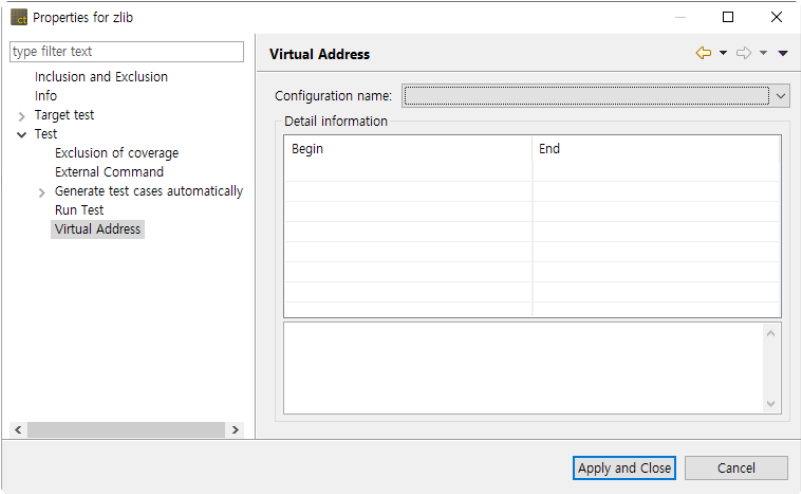 ct Properties for zlib
type filter text
Inclusion and Exclusion
Info
Target test
Test
Exclusion of coverage
External Command
Generate test cases automatically
Run Test
Virtual Address
Virtual Address
Configuration name:
Detail information
Begin End
Apply and Close Cancel